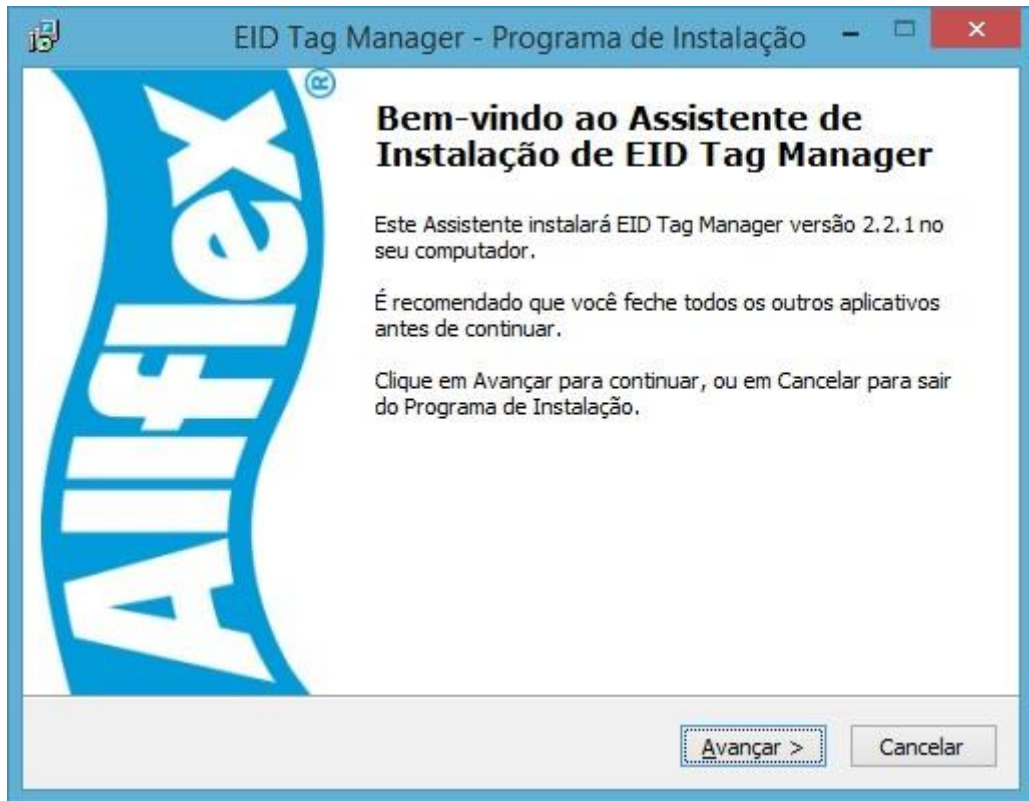 EID Tag Manager - Programa de Instalação
Allflex®
Bem-vindo ao Assistente de
Instalação de EID Tag Manager
Este Assistente instalará EID Tag Manager versão 2.2.1 no
seu computador.
É recomendado que você feche todos os outros aplicativos
antes de continuar.
Clique em Avançar para continuar, ou em Cancelar para sair
do Programa de Instalação.
Avançar >
Cancelar